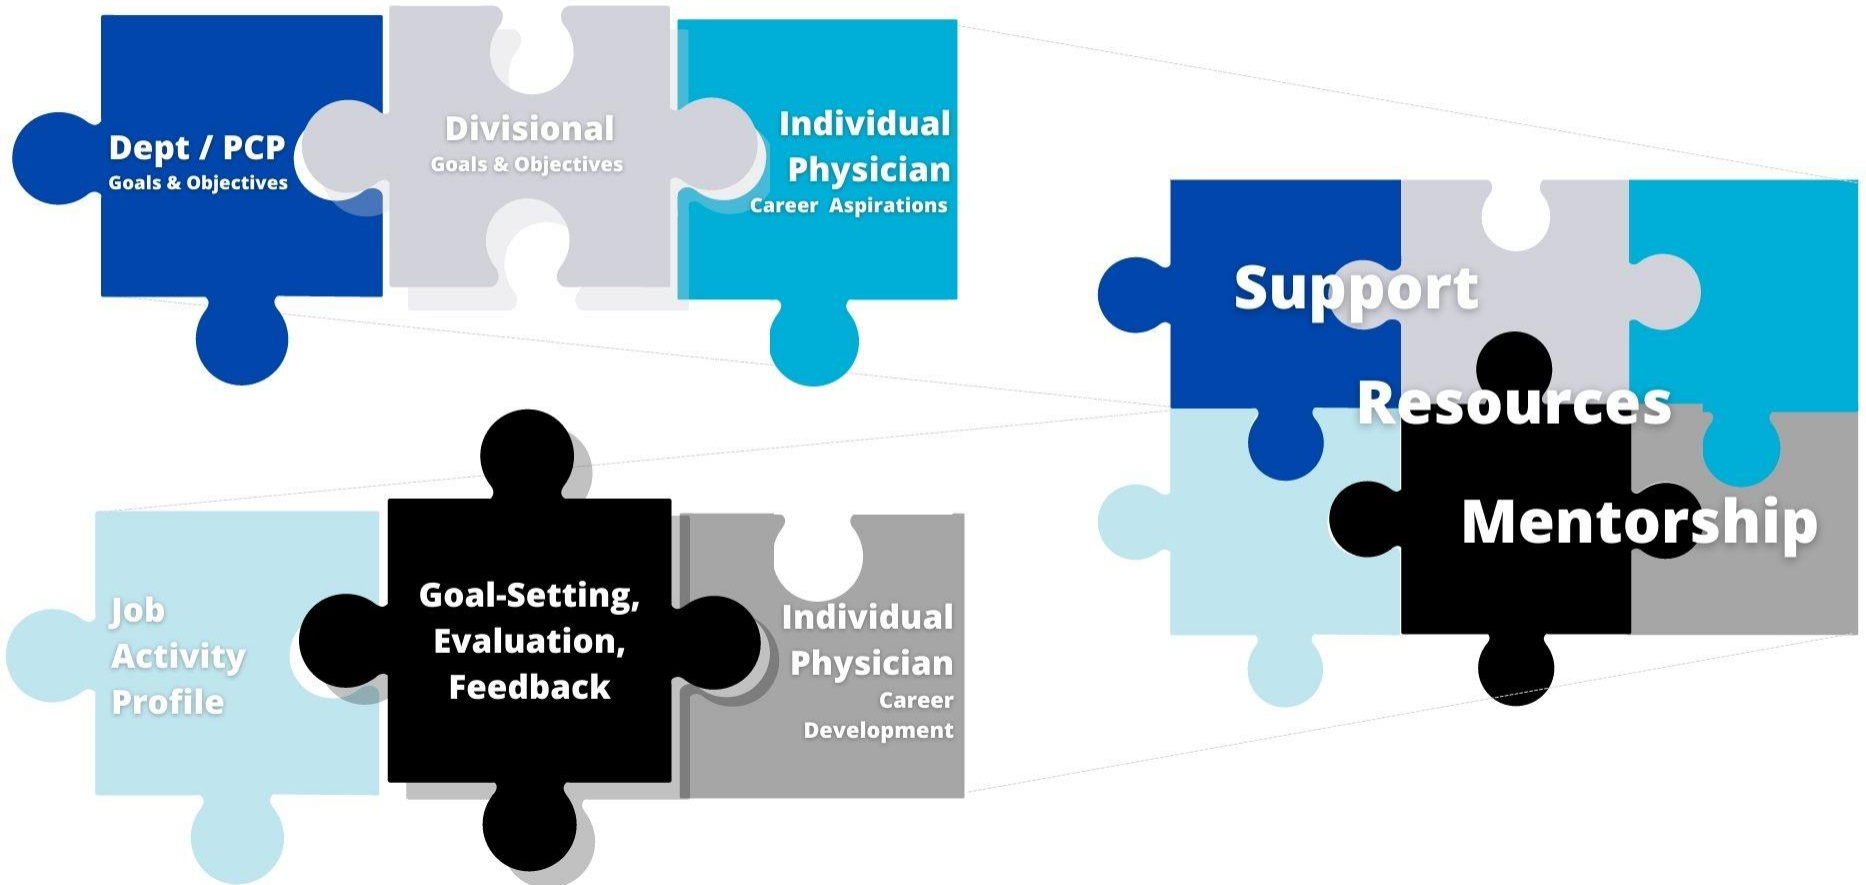 Dept / PCP
Goals & Objectives
Divisional
Goals & Objectives
Individual
Physician
Career Aspirations
Job
Activity
Profile
Goal-Setting,
Evaluation,
Feedback
Individual
Physician
Career
Development
Support
Resources
Mentorship